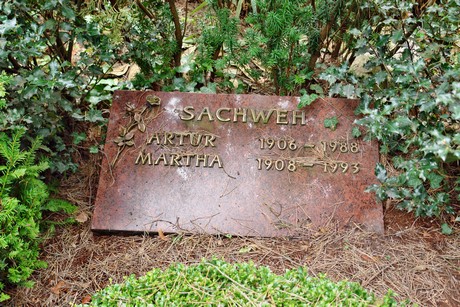 SACHWEH
ARTUR 1906 – 1988
MARTHA 1908 – 1993